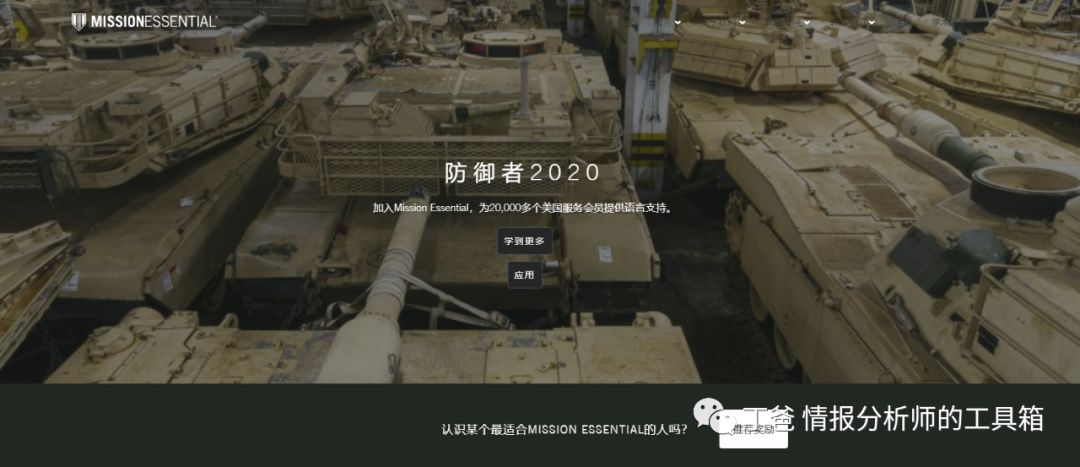 MISSIONESSENTIAL
防御者2020
加入Mission Essential，为20,000多个美国服务会员提供语言支持。
学到更多
应用
认识某个最适合MISSION ESSENTIAL的人吗?
推荐奖励
丁爸 情报分析师的工具箱